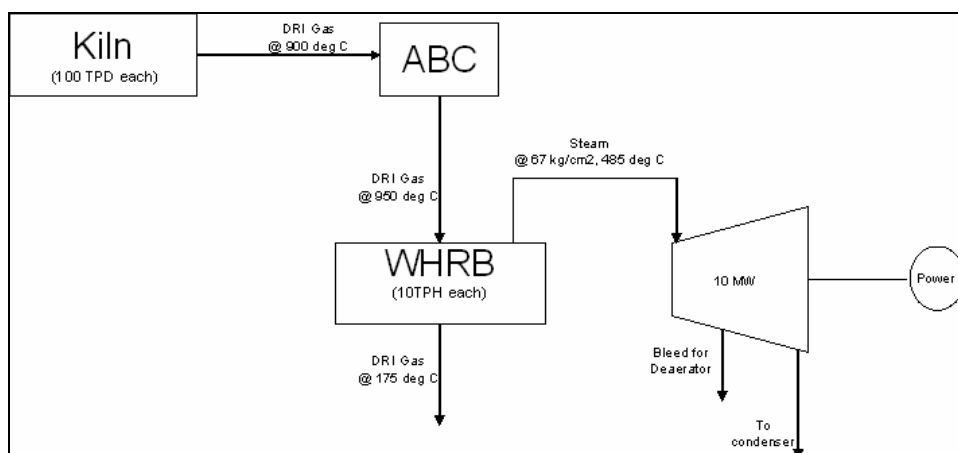 Kiln
(100 TPD each)
DRI Gas
@ 900 deg C
ABC
Steam
@ 67 kg/cm2, 485 deg C
DRI Gas
@ 950 deg C
WHRB
(10TPH each)
10 MW
Power
DRI Gas
@ 175 deg C
Bleed for
Deaerator
To
condenser